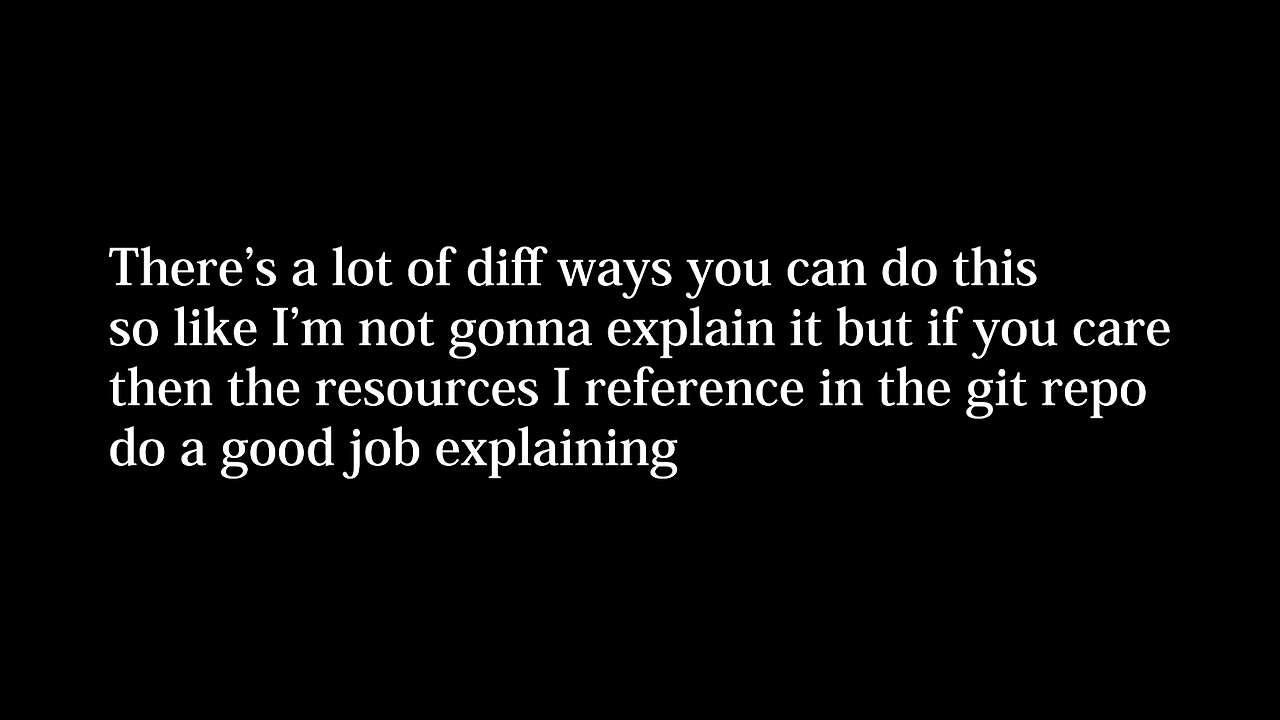 There’s a lot of diff ways you can do this
so like I’m not gonna explain it but if you care
then the resources I reference in the git repo
do a good job explaining